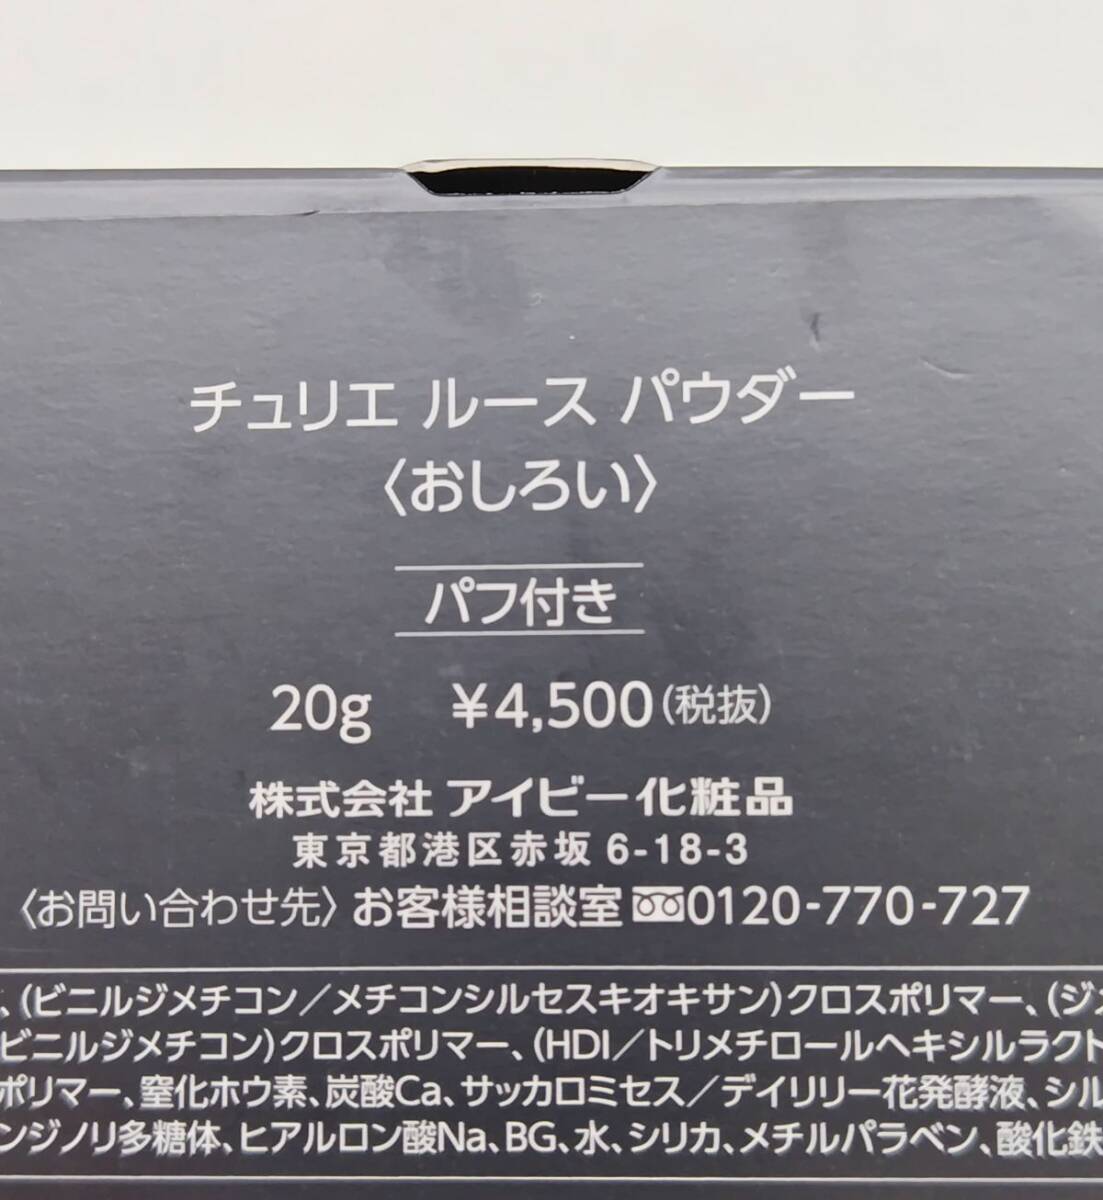 チュリエ ルース パウダー
〈おしろい〉
パフ付き
20g ¥4,500(税抜)
株式会社 アイビー化粧品
東京都港区赤坂 6-18-3
〈お問い合わせ先〉お客様相談室 0120-770-727
、(ビニルジメチコン/メチコンシルセスキオキサン)クロスポリマー、(ジメ
ビニルジメチコン)クロスポリマー、(HDI/トリメチロールヘキシルラクト
ポリマー、窒化ホウ素、炭酸Ca、サッカロミセス/デイリリー花発酵液、シル
ンジノリ多糖体、ヒアルロン酸Na、BG、水、シリカ、メチルパラベン、酸化鉄